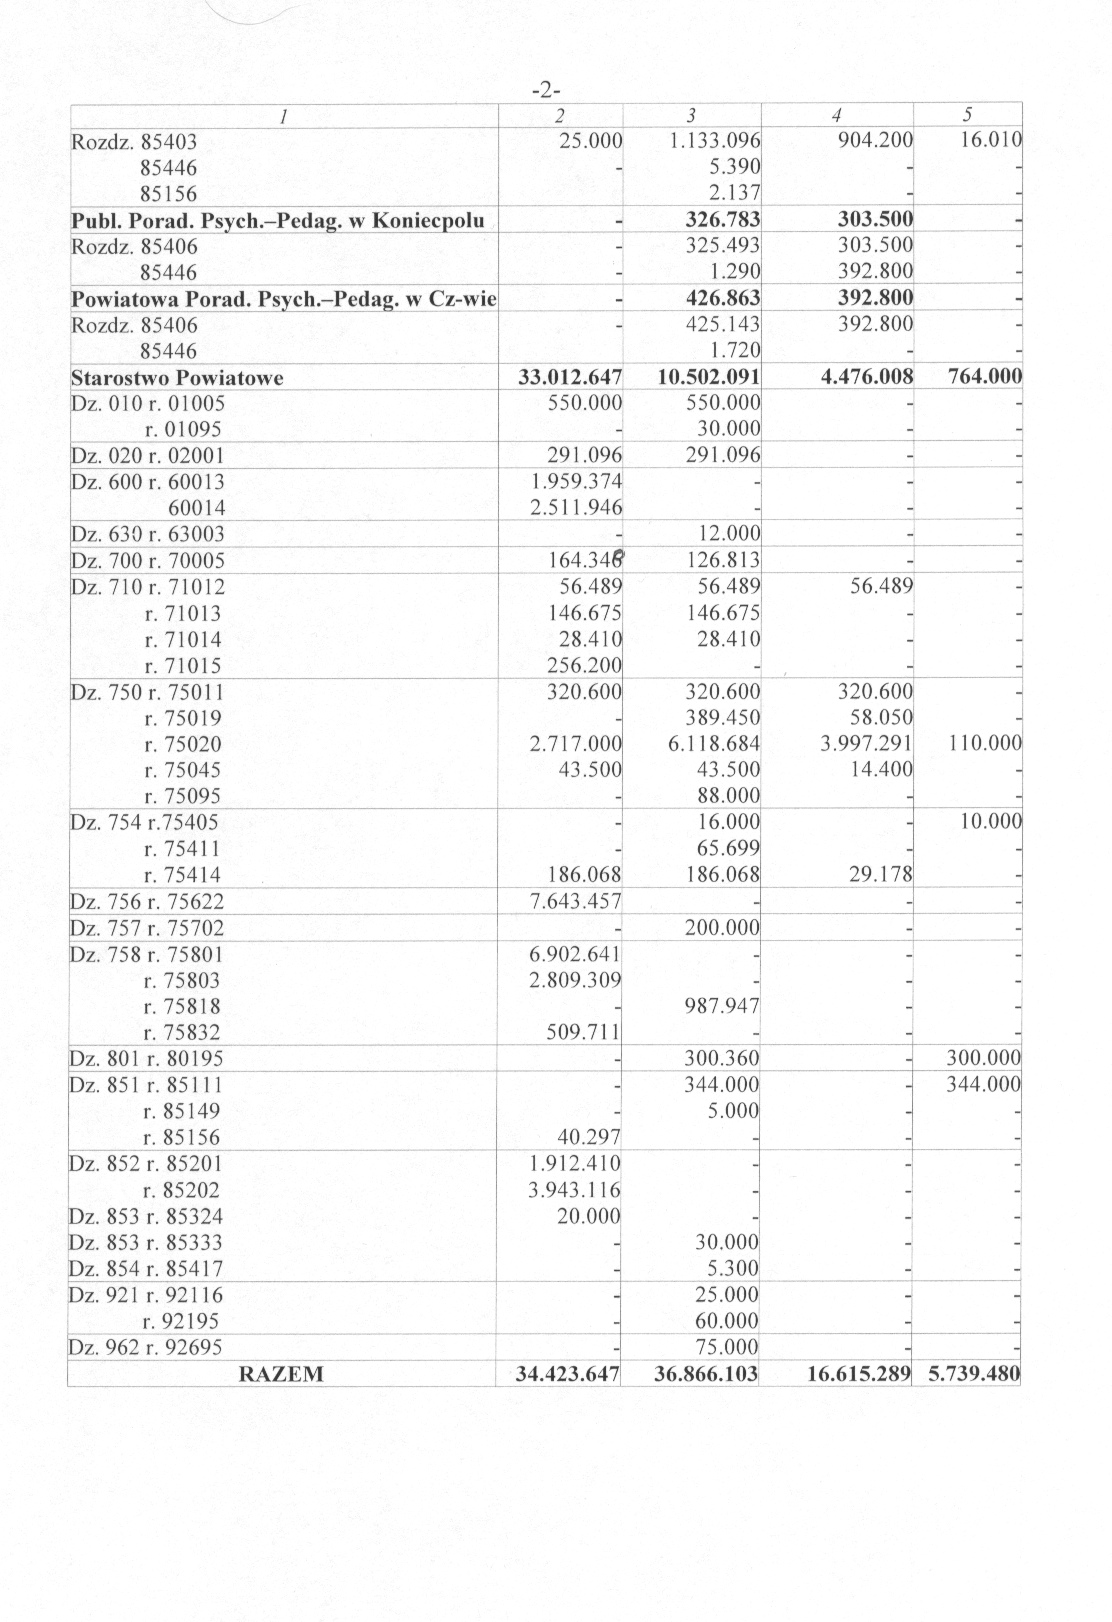 -2-
1 2 3 4 5
Rozdz. 85403 25.000 1.133.096 904.200 16.010
85446 - 5.390 - -
85156 2.137 - -
Publ. Porad. Psych.–Pedag. w Koniecpolu - 326.783 303.500 -
Rozdz. 85406 - 325.493 303.500 -
85446 - 1.290 392.800 -
Powiatowa Porad. Psych.–Pedag. w Cz-wie - 426.863 392.800 -
Rozdz. 85406 - 425.143 392.800 -
85446 1.720 - -
Starostwo Powiatowe 33.012.647 10.502.091 4.476.008 764.000
Dz. 010 r. 01005 550.000 550.000 - -
r. 01095 - 30.000 - -
Dz. 020 r. 02001 291.096 291.096 - -
Dz. 600 r. 60013 1.959.374 - - -
60014 2.511.946 - - -
Dz. 630 r. 63003 - 12.000 - -
Dz. 700 r. 70005 164.348 126.813 - -
Dz. 710 r. 71012 56.489 56.489 56.489 -
r. 71013 146.675 146.675 - -
r. 71014 28.410 28.410 - -
r. 71015 256.200 - - -
Dz. 750 r. 75011 320.600 320.600 320.600 -
r. 75019 - 389.450 58.050 -
r. 75020 2.717.000 6.118.684 3.997.291 110.000
r. 75045 43.500 43.500 14.400 -
r. 75095 - 88.000 - -
Dz. 754 r.75405 - 16.000 - 10.000
r. 75411 - 65.699 - -
r. 75414 186.068 186.068 29.178 -
Dz. 756 r. 75622 7.643.457 - - -
Dz. 757 r. 75702 - 200.000 - -
Dz. 758 r. 75801 6.902.641 - - -
r. 75803 2.809.309 - - -
r. 75818 - 987.947 - -
r. 75832 509.711 - - -
Dz. 801 r. 80195 - 300.360 - 300.000
Dz. 851 r. 85111 - 344.000 - 344.000
r. 85149 - 5.000 - -
r. 85156 40.297 - - -
Dz. 852 r. 85201 1.912.410 - - -
r. 85202 3.943.116 - - -
Dz. 853 r. 85324 20.000 - - -
Dz. 853 r. 85333 - 30.000 - -
Dz. 854 r. 85417 - 5.300 - -
Dz. 921 r. 92116 - 25.000 - -
r. 92195 - 60.000 - -
Dz. 962 r. 92695 - 75.000 - -
RAZEM 34.423.647 36.866.103 16.615.289 5.739.480